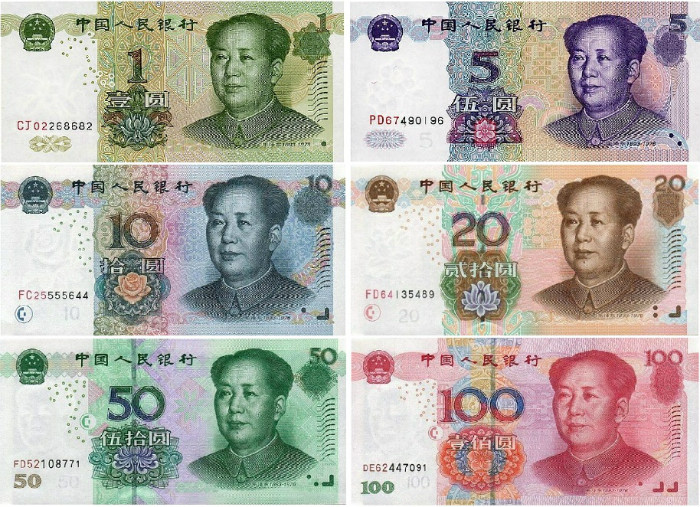 中国人民银行 1
1
壹圆
CJ02268682
中国人民银行 5
5
伍圆
PD67490196
5
中国人民银行 10
10
拾圆
FC25555644
10
中国人民银行 20
20
贰拾圆
FD64135489
20
中国人民银行 50
50
伍拾圆
FD52108771
50 50
中国人民银行 100
100
壹佰圆
DE62447091
100 100